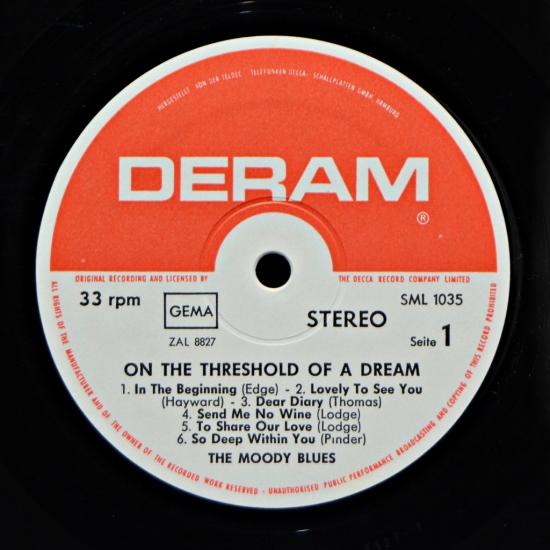 HERGESTELLT VON DER TELDEC · TELEFUNKEN-DECCA · SCHALLPLATTEN GMBH, HAMBURG
DERAM
®
ORIGINAL RECORDING AND LICENSED BY THE DECCA RECORD COMPANY LIMITED
33 rpm
GEMA
STEREO
SML 1035
ZAL 8827
Seite 1
ON THE THRESHOLD OF A DREAM
1. In The Beginning (Edge) - 2. Lovely To See You
(Hayward) - 3. Dear Diary (Thomas)
4. Send Me No Wine (Lodge)
5. To Share Our Love (Lodge)
6. So Deep Within You (Pinder)
THE MOODY BLUES
ALL RIGHTS OF THE MANUFACTURER AND OF THE OWNER OF THE RECORDED WORK RESERVED - UNAUTHORISED PUBLIC PERFORMANCE BROADCASTING AND COPYING OF THIS RECORD PROHIBITED